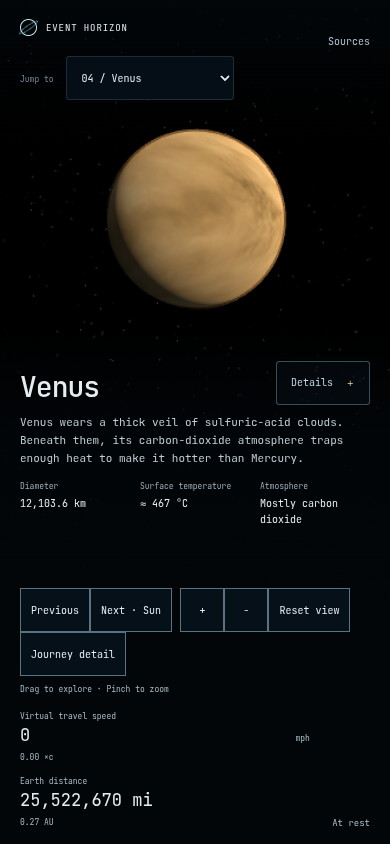 EVENT HORIZON
Sources
Jump to
04 / Venus
Venus
Details +
Venus wears a thick veil of sulfuric-acid clouds.
Beneath them, its carbon-dioxide atmosphere traps
enough heat to make it hotter than Mercury.
Diameter
12,103.6 km
Surface temperature
≈ 467 °C
Atmosphere
Mostly carbon
dioxide
Previous
Next · Sun
+
-
Reset view
Journey detail
Drag to explore · Pinch to zoom
Virtual travel speed
0
mph
0.00 ×c
Earth distance
25,522,670 mi
0.27 AU
At rest